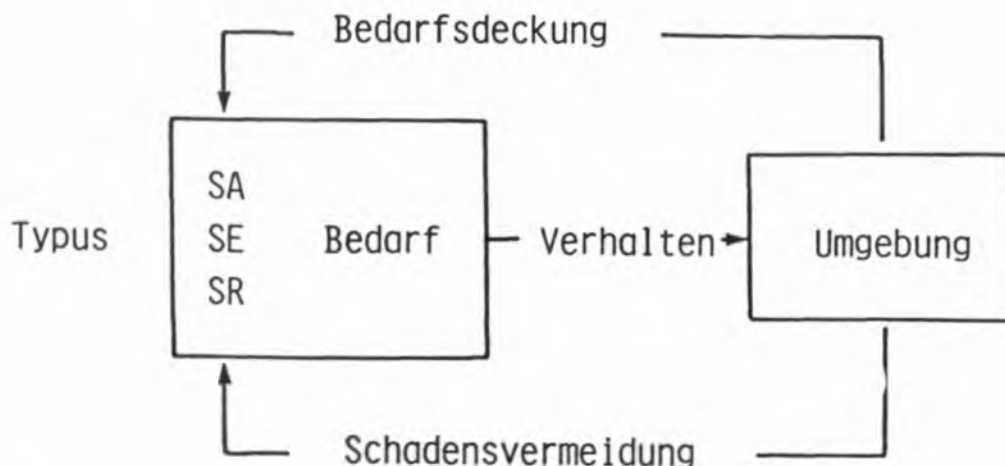 Bedarfsdeckung
SA
Typus SE Bedarf Verhalten Umgebung
SR
Schadensvermeidung